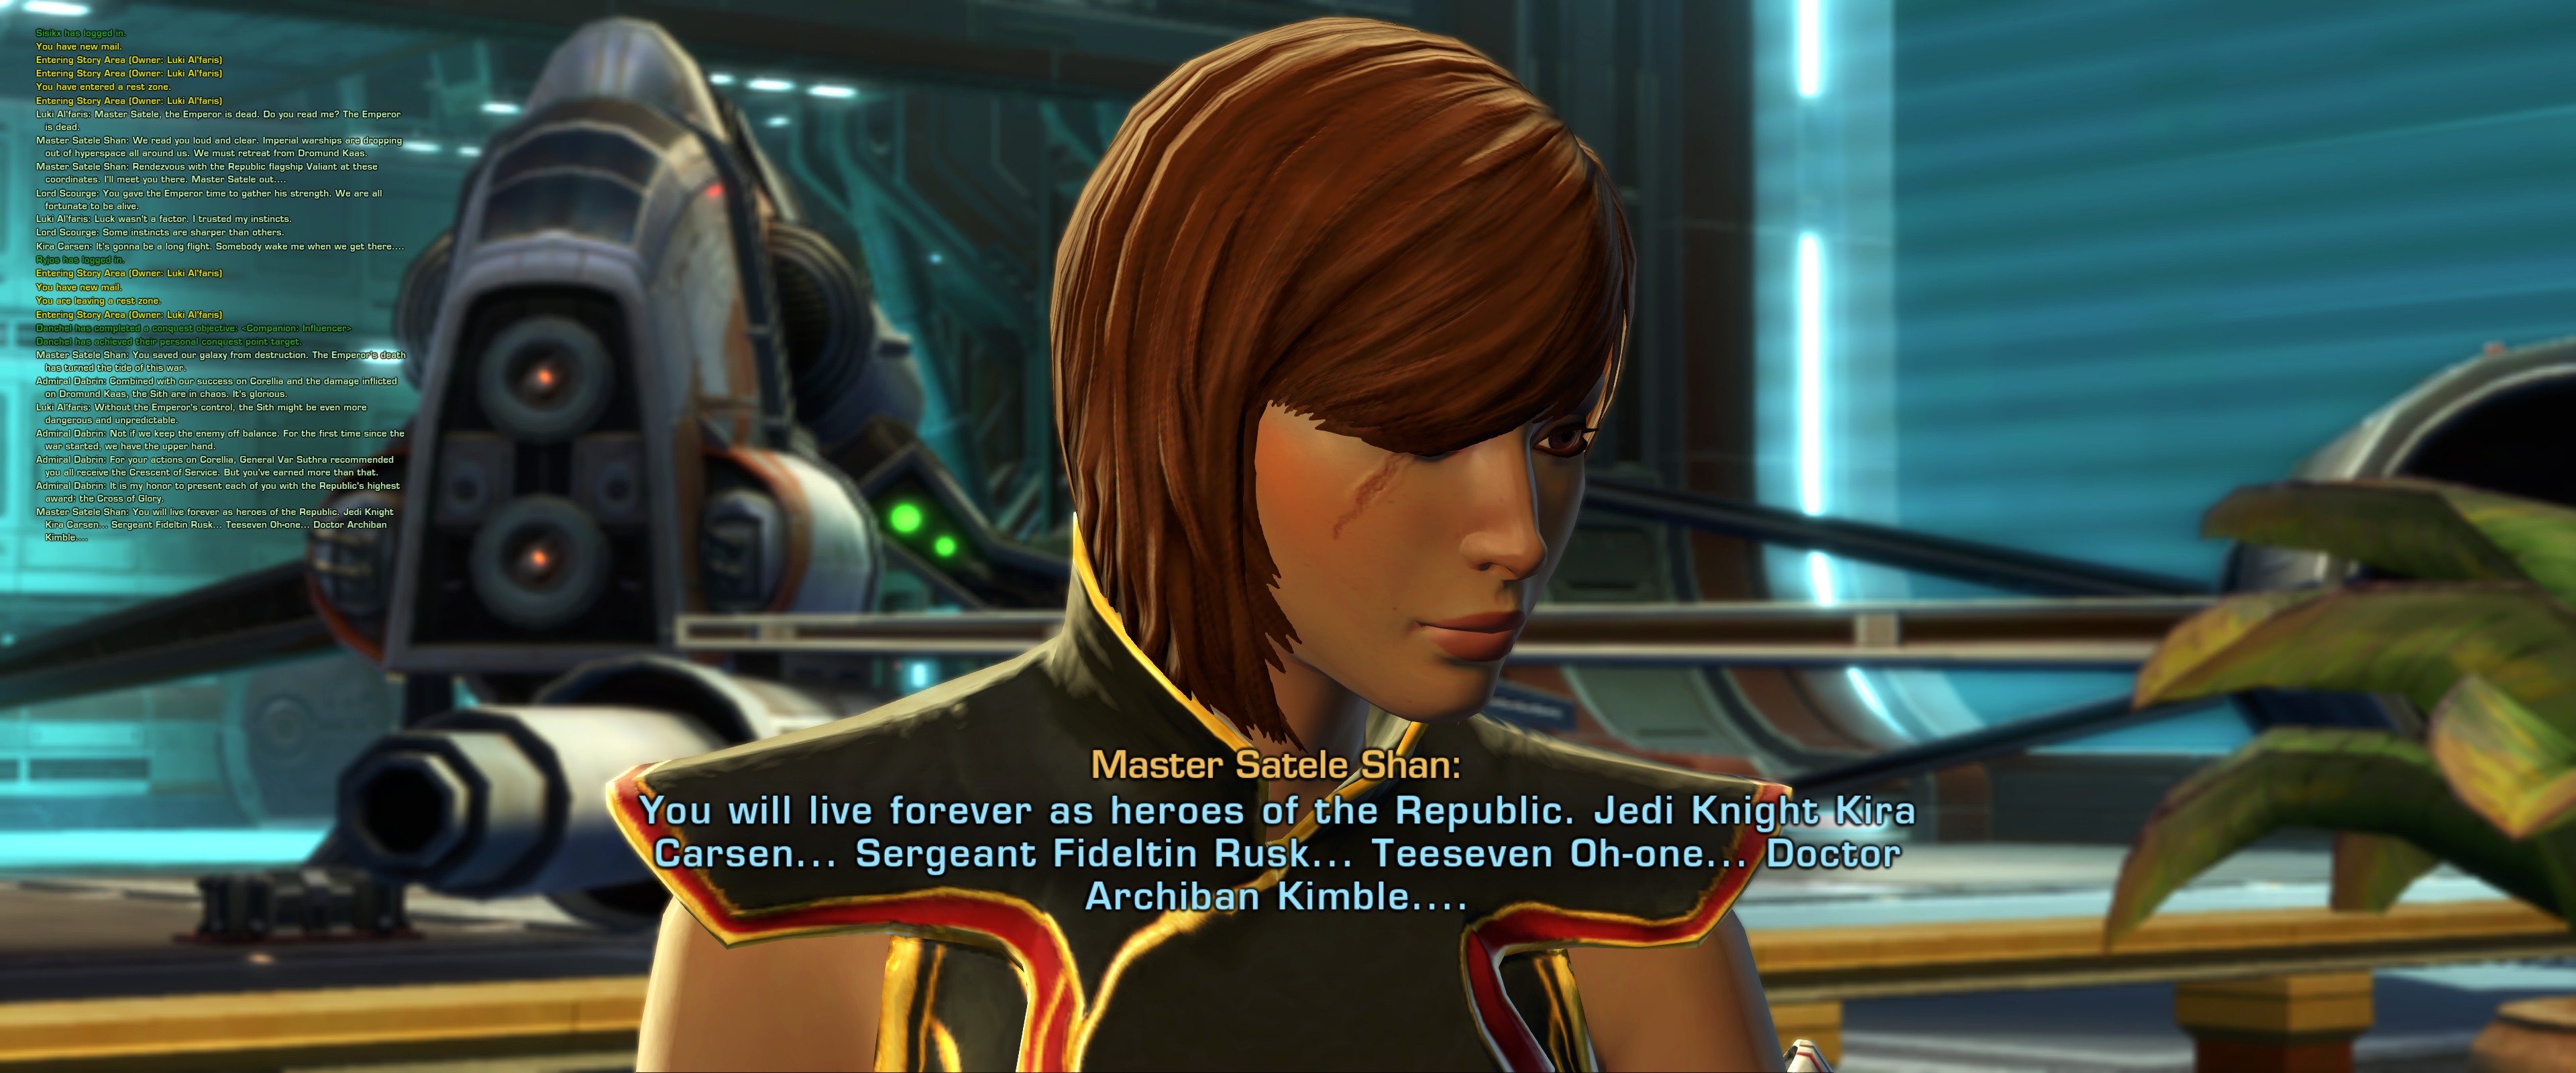 Sisikx has logged in.
You have new mail.
Entering Story Area (Owner: Luki Al'faris)
Entering Story Area (Owner: Luki Al'faris)
You have entered a rest zone.
Entering Story Area (Owner: Luki Al'faris)
Luki Al'faris: Master Satele, the Emperor is dead. Do you read me? The Emperor
is dead.
Master Satele Shan: We read you loud and clear. Imperial warships are dropping
out of hyperspace all around us. We must retreat from Dromund Kaas.
Master Satele Shan: Rendezvous with the Republic flagship Valiant at these
coordinates. I'll meet you there. Master Satele out....
Lord Scourge: You gave the Emperor time to gather his strength. We are all
fortunate to be alive.
Luki Al'faris: Luck wasn't a factor. I trusted my instincts.
Lord Scourge: Some instincts are sharper than others.
Kira Carsen: It's gonna be a long flight. Somebody wake me when we get there....
Ryjos has logged in.
Entering Story Area (Owner: Luki Al'faris)
You have new mail.
You are leaving a rest zone.
Entering Story Area (Owner: Luki Al'faris)
Danchel has completed a conquest objective: <Companion: Influencer>
Danchel has achieved their personal conquest point target.
Master Satele Shan: You saved our galaxy from destruction. The Emperor's death
has turned the tide of this war.
Admiral Dabrin: Combined with our success on Corellia and the damage inflicted
on Dromund Kaas, the Sith are in chaos. It's glorious.
Luki Al'faris: Without the Emperor's control, the Sith might be even more
dangerous and unpredictable.
Admiral Dabrin: Not if we keep the enemy off balance. For the first time since the
war started, we have the upper hand.
Admiral Dabrin: For your actions on Corellia, General Var Suthra recommended
you all receive the Crescent of Service. But you've earned more than that.
Admiral Dabrin: It is my honor to present each of you with the Republic's highest
award: the Cross of Glory.
Master Satele Shan: You will live forever as heroes of the Republic. Jedi Knight
Kira Carsen... Sergeant Fideltin Rusk... Teeseven Oh-one... Doctor Archiban
Kimble....
Master Satele Shan:
You will live forever as heroes of the Republic. Jedi Knight Kira
Carsen... Sergeant Fideltin Rusk... Teeseven Oh-one... Doctor
Archiban Kimble....